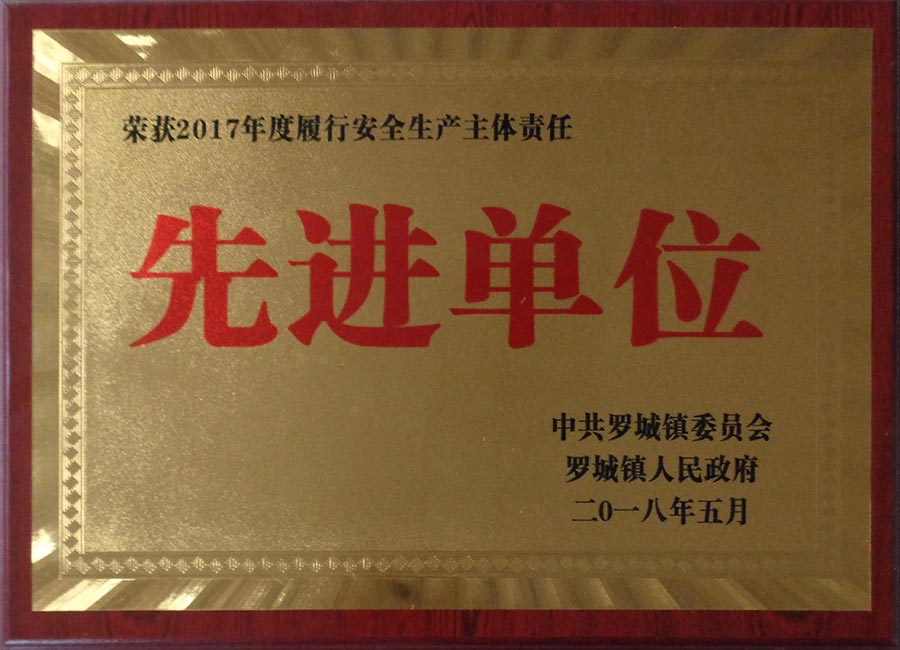 荣获2017年度履行安全生产主体责任
先进单位
中共罗城镇委员会
罗城镇人民政府
二0一八年五月